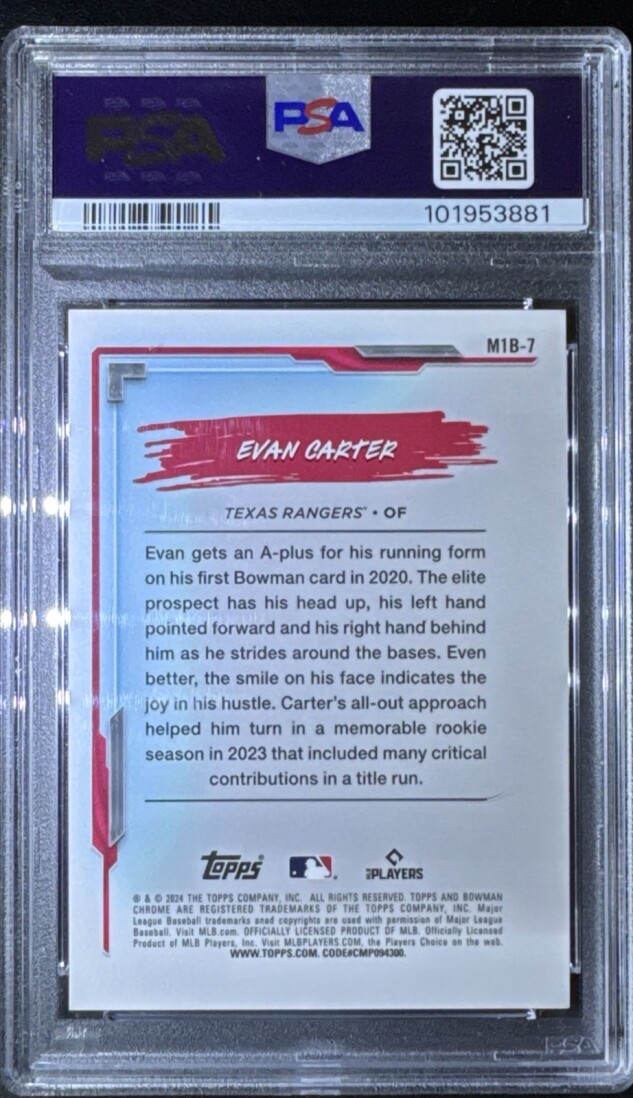 PSA
PSA
101953881
M1B-7
EVAN CARTER
TEXAS RANGERS® • OF
Evan gets an A-plus for his running form
on his first Bowman card in 2020. The elite
prospect has his head up, his left hand
pointed forward and his right hand behind
him as he strides around the bases. Even
better, the smile on his face indicates the
joy in his hustle. Carter's all-out approach
helped him turn in a memorable rookie
season in 2023 that included many critical
contributions in a title run.
Topps®
MLB PLAYERS
® & © 2024 THE TOPPS COMPANY, INC. ALL RIGHTS RESERVED. TOPPS AND BOWMAN
CHROME ARE REGISTERED TRADEMARKS OF THE TOPPS COMPANY, INC. Major
League Baseball trademarks and copyrights are used with permission of Major League
Baseball. Visit MLB.com. OFFICIALLY LICENSED PRODUCT OF MLB. Officially Licensed
Product of MLB Players, Inc. Visit MLBPLAYERS.COM, the Players Choice on the web.
WWW.TOPPS.COM. CODE#CMP094300.
PSA